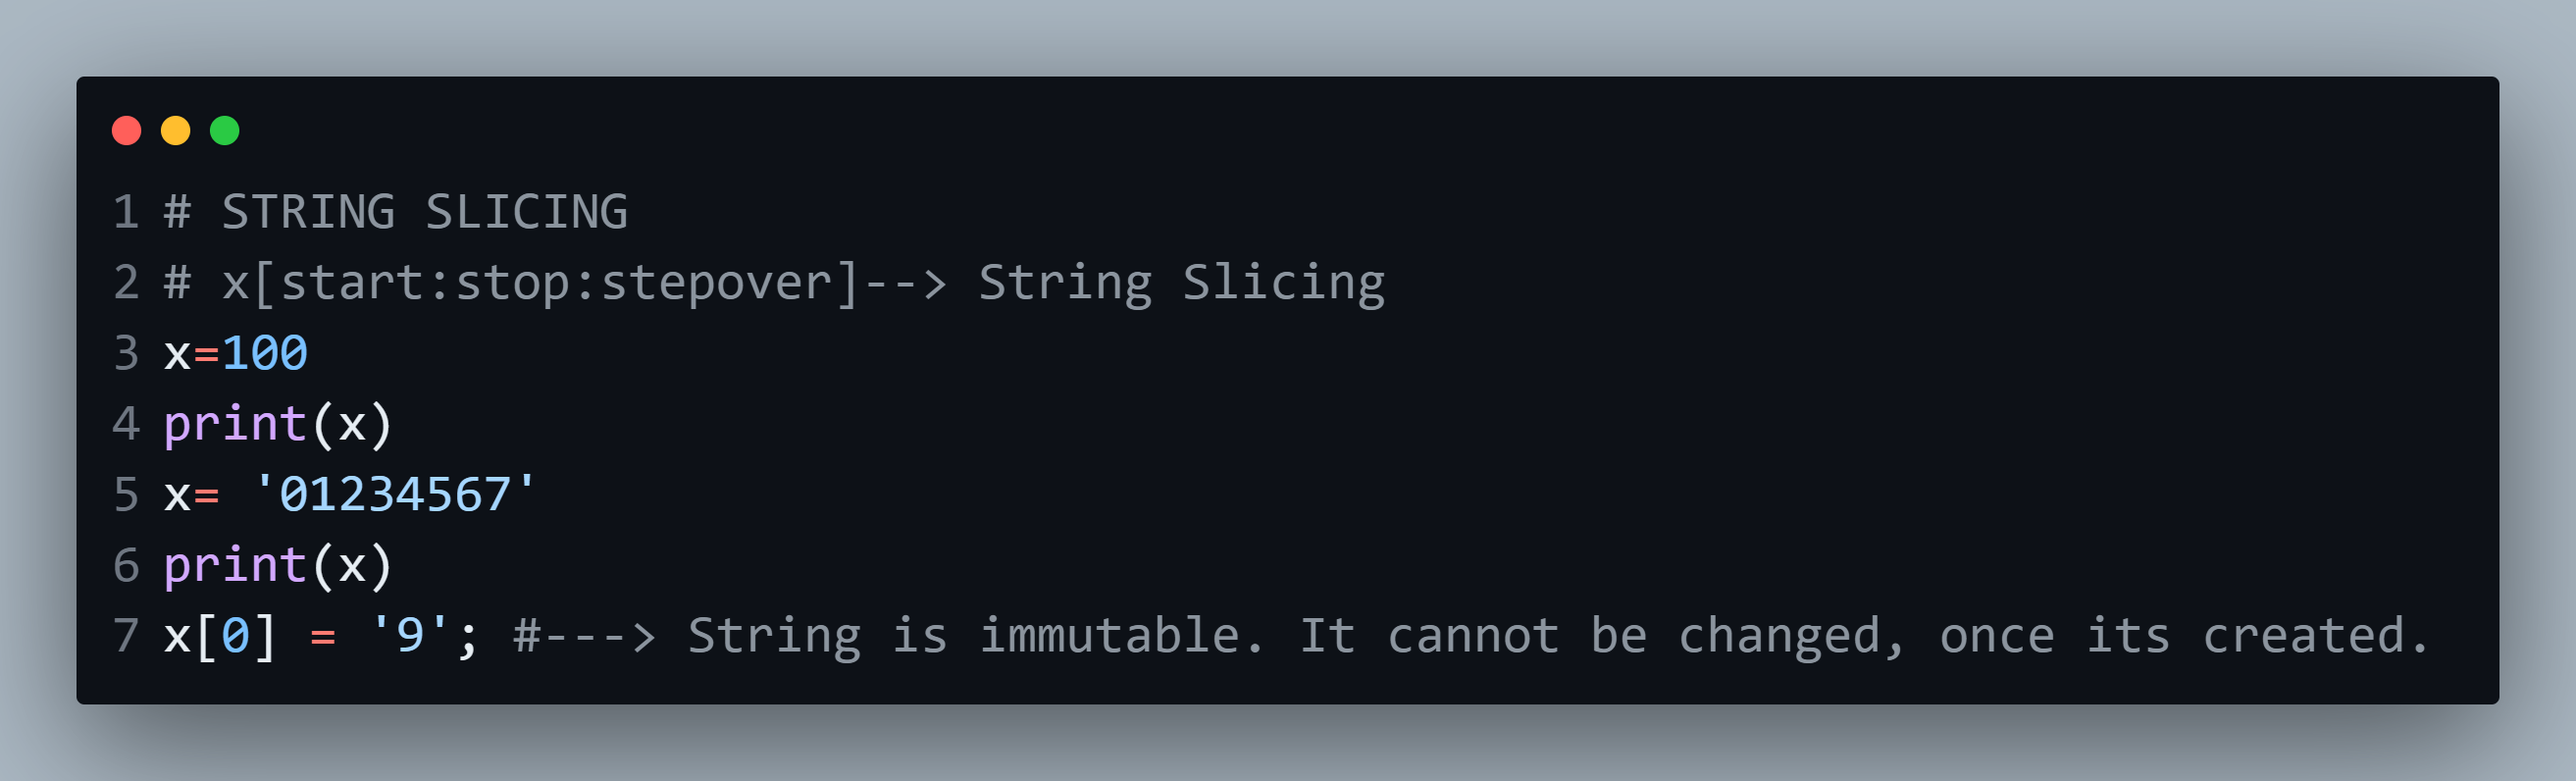 1 # STRING SLICING
2 # x[start:stop:stepover]--> String Slicing
3 x=100
4 print(x)
5 x= '01234567'
6 print(x)
7 x[0] = '9'; #---> String is immutable. It cannot be changed, once its created.